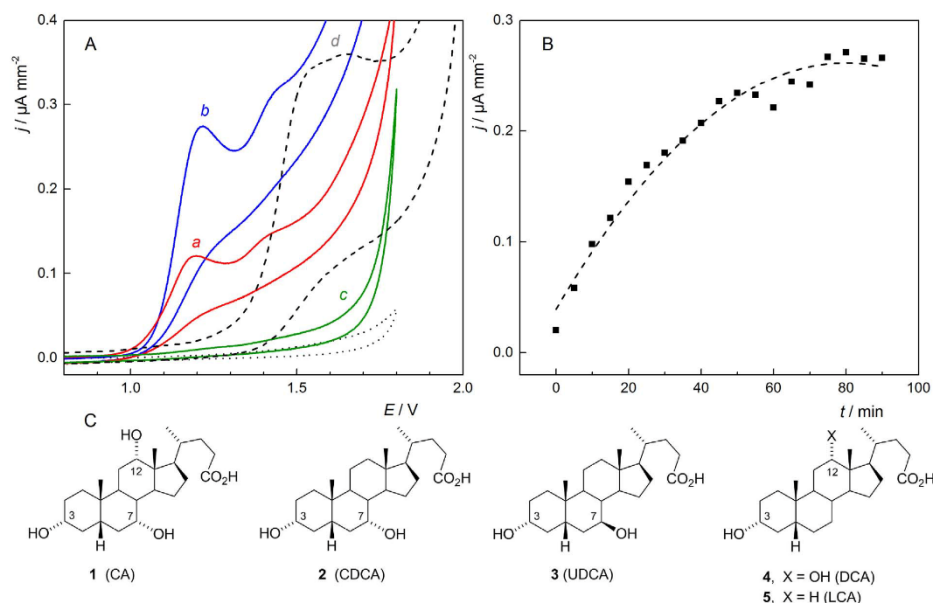 A
B
a
b
c
d
j / μA mm⁻²
0.4
0.3
0.2
0.1
0.0
1.0
1.5
2.0
E / V
j / μA mm⁻²
0.3
0.2
0.1
0.0
0
20
40
60
80
100
t / min
C
HO
12
CO₂H
3
7
HO
OH
H
1 (CA)
CO₂H
3
7
HO
OH
H
2 (CDCA)
CO₂H
3
7
HO
OH
H
3 (UDCA)
X
12
CO₂H
3
HO
H
4, X = OH (DCA)
5, X = H (LCA)